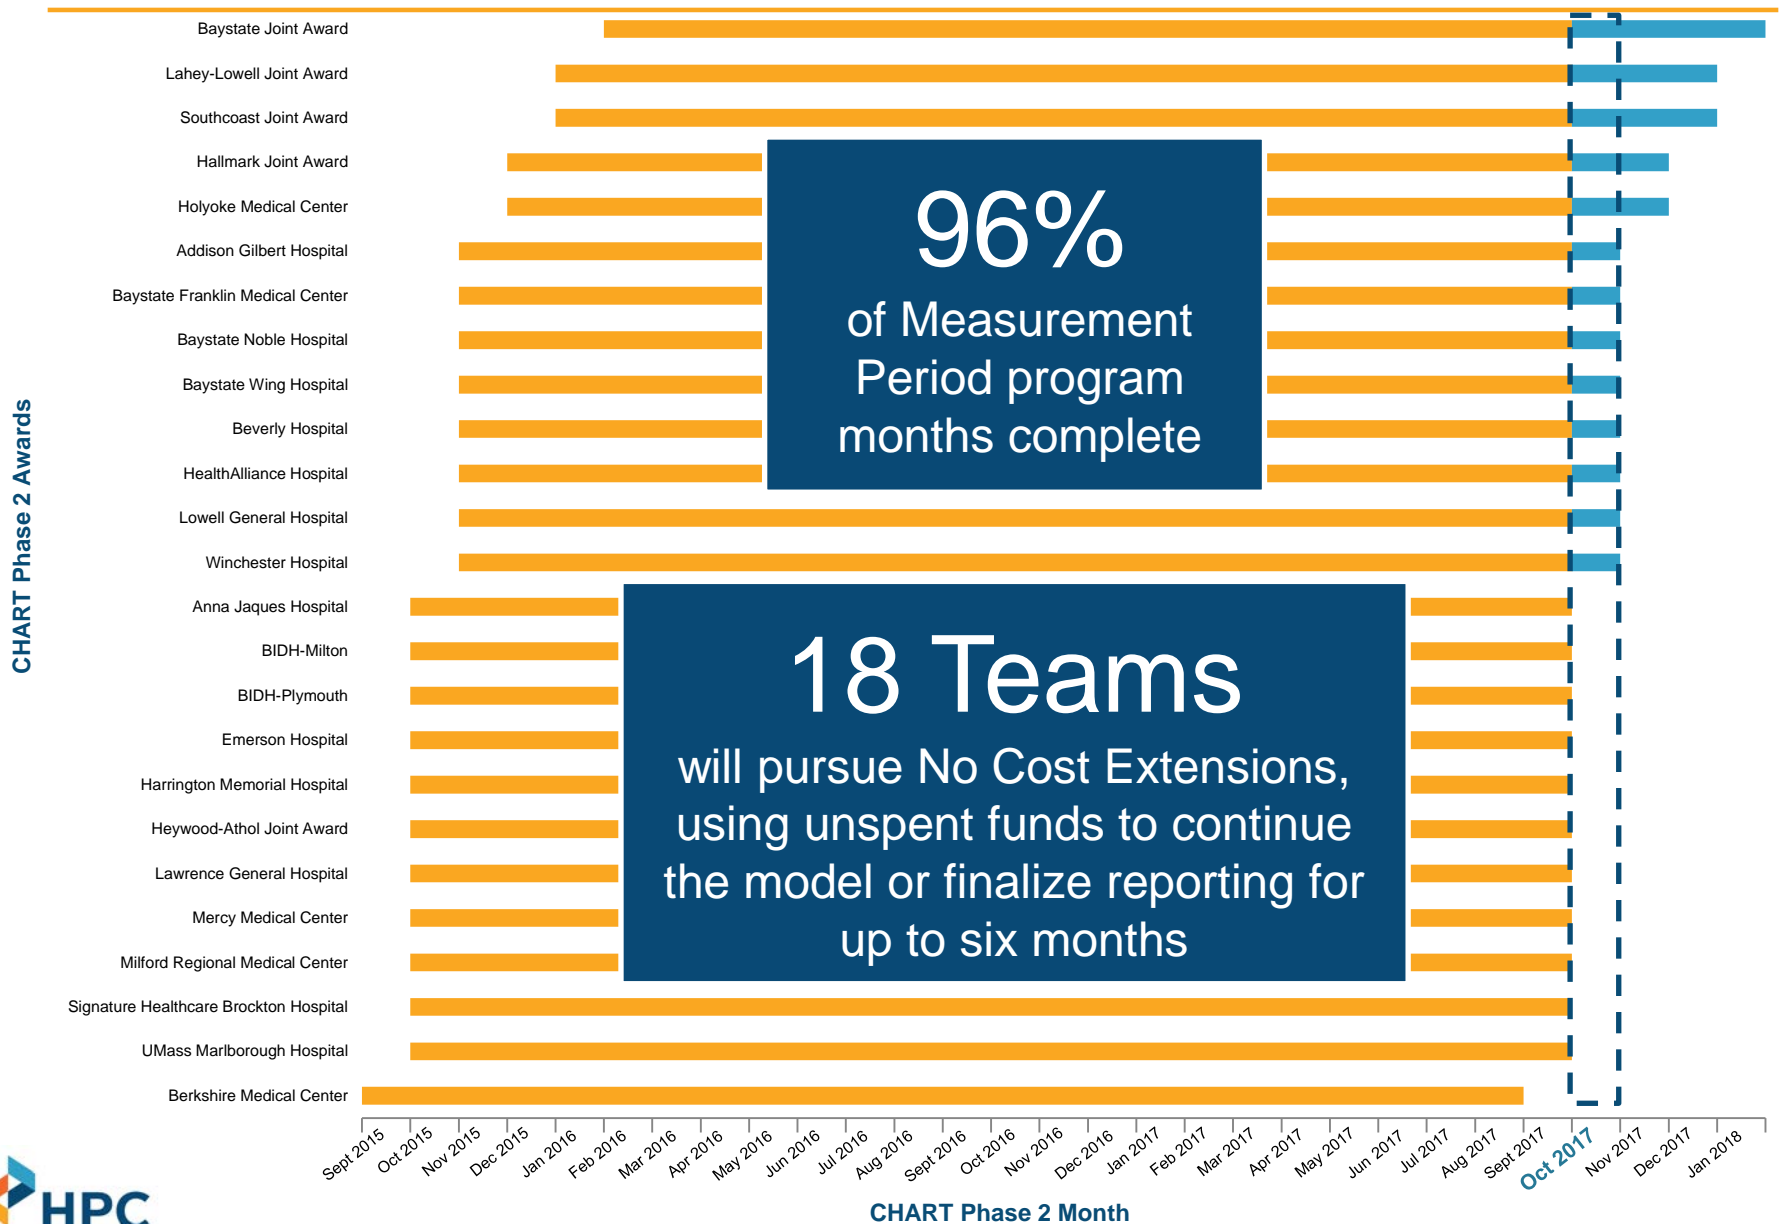 Baystate Joint Award
Lahey-Lowell Joint Award
Southcoast Joint Award
Hallmark Joint Award
Holyoke Medical Center
Addison Gilbert Hospital
Baystate Franklin Medical Center
Baystate Noble Hospital
Baystate Wing Hospital
Beverly Hospital
HealthAlliance Hospital
Lowell General Hospital
Winchester Hospital
Anna Jaques Hospital
BIDH-Milton
BIDH-Plymouth
Emerson Hospital
Harrington Memorial Hospital
Heywood-Athol Joint Award
Lawrence General Hospital
Mercy Medical Center
Milford Regional Medical Center
Signature Healthcare Brockton Hospital
UMass Marlborough Hospital
Berkshire Medical Center
CHART Phase 2 Awards
96%
of Measurement
Period program
months complete
18 Teams
will pursue No Cost Extensions,
using unspent funds to continue
the model or finalize reporting for
up to six months
Sept 2015
Oct 2015
Nov 2015
Dec 2015
Jan 2016
Feb 2016
Mar 2016
Apr 2016
May 2016
Jun 2016
Jul 2016
Aug 2016
Sept 2016
Oct 2016
Nov 2016
Dec 2016
Jan 2017
Feb 2017
Mar 2017
Apr 2017
May 2017
Jun 2017
Jul 2017
Aug 2017
Sept 2017
Oct 2017
Nov 2017
Dec 2017
Jan 2018
CHART Phase 2 Month
HPC